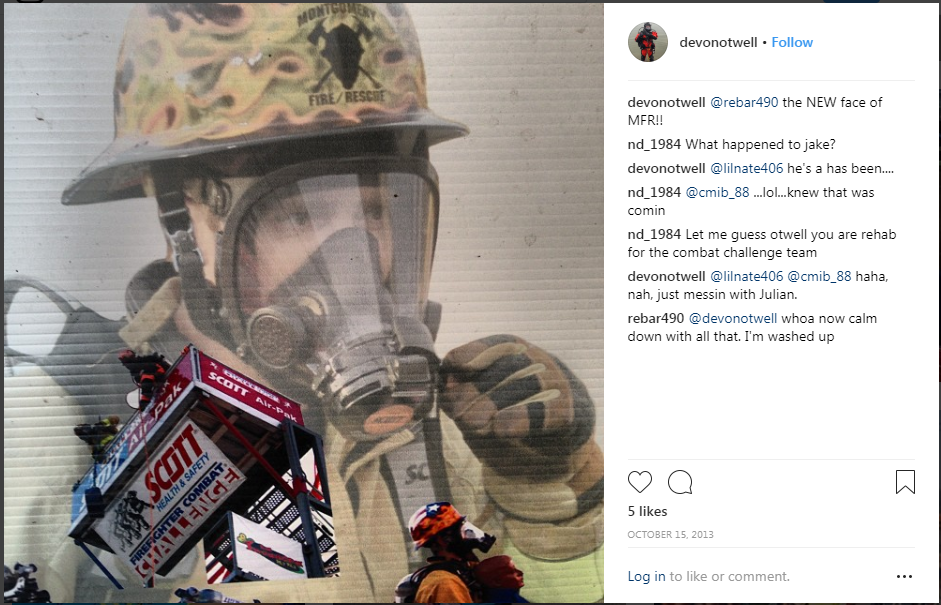 MONTGOMERY
FIRE/RESCUE
SCOTT Air-Pak
Air-Pak
SCOTT
HEALTH & SAFETY
FIREFIGHTER COMBAT
CHALLENGE
SC
devonotwell • Follow
devonotwell @rebar490 the NEW face of
MFR!!
nd_1984 What happened to jake?
devonotwell @lilnate406 he's a has been....
nd_1984 @cmib_88 ...lol...knew that was
comin
nd_1984 Let me guess otwell you are rehab
for the combat challenge team
devonotwell @lilnate406 @cmib_88 haha,
nah, just messin with Julian.
rebar490 @devonotwell whoa now calm
down with all that. I'm washed up
5 likes
OCTOBER 15, 2013
Log in to like or comment.